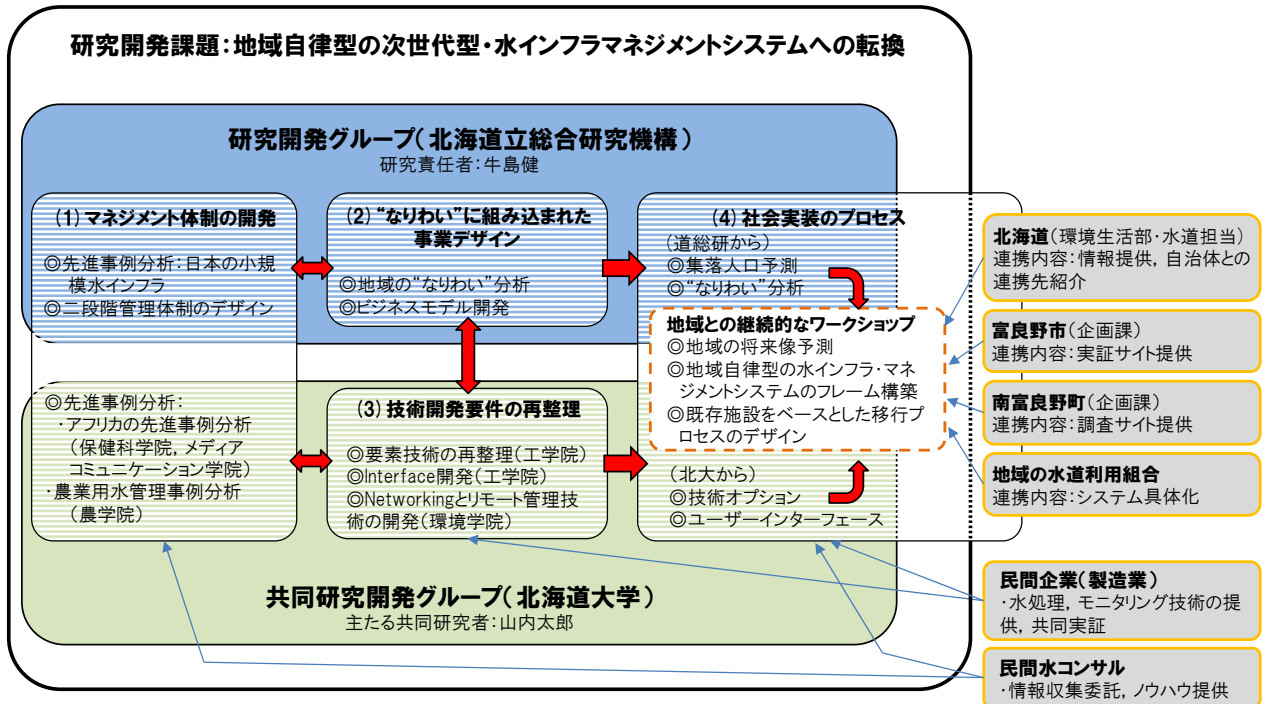 研究開発課題：地域自律型の次世代型・水インフラマネジメントシステムへの転換
研究開発グループ（北海道立総合研究機構）
研究責任者：牛島健
(1) マネジメント体制の開発
◎先進事例分析：日本の小規
模水インフラ
◎二段階管理体制のデザイン
(2) “なりわい”に組み込まれた
事業デザイン
◎地域の“なりわい”分析
◎ビジネスモデル開発
(4) 社会実装のプロセス
（道総研から）
◎集落人口予測
◎“なりわい”分析
地域との継続的なワークショップ
◎地域の将来像予測
◎地域自律型の水インフラ・マネ
ジメントシステムのフレーム構築
◎既存施設をベースとした移行プ
ロセスのデザイン
（北大から）
◎技術オプション
◎ユーザーインターフェース
◎先進事例分析：
・アフリカの先進事例分析
（保健科学院，メディア
コミュニケーション学院）
・農業用水管理事例分析
（農学院）
(3) 技術開発要件の再整理
◎要素技術の再整理（工学院）
◎Interface開発（工学院）
◎Networkingとリモート管理技
術の開発（環境学院）
共同研究開発グループ（北海道大学）
主たる共同研究者：山内太郎
北海道（環境生活部・水道担当）
連携内容：情報提供，自治体との
連携先紹介
富良野市（企画課）
連携内容：実証サイト提供
南富良野町（企画課）
連携内容：調査サイト提供
地域の水道利用組合
連携内容：システム具体化
民間企業（製造業）
・水処理，モニタリング技術の提
供，共同実証
民間水コンサル
・情報収集委託，ノウハウ提供